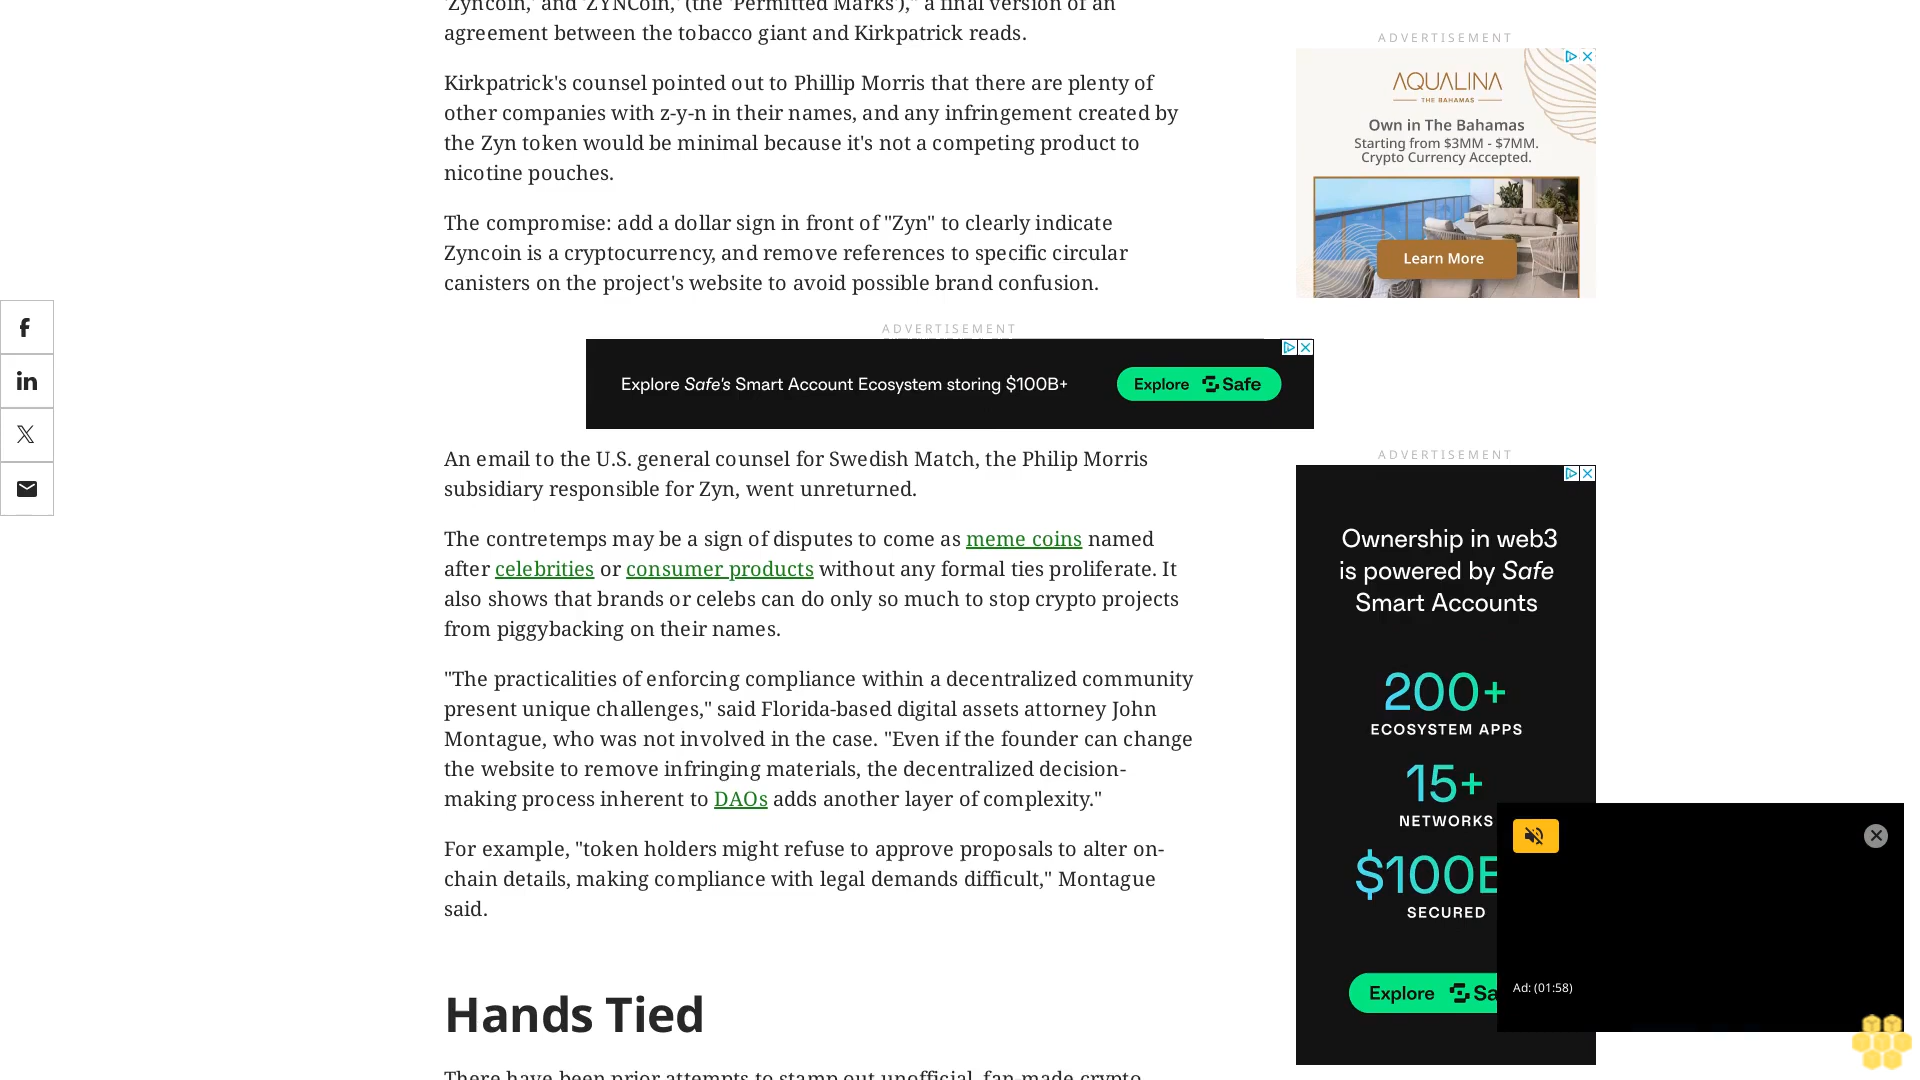 'Zyncoin,' and 'ZYNCoin,' (the 'Permitted Marks')," a final version of an
agreement between the tobacco giant and Kirkpatrick reads.
Kirkpatrick's counsel pointed out to Phillip Morris that there are plenty of
other companies with z-y-n in their names, and any infringement created by
the Zyn token would be minimal because it's not a competing product to
nicotine pouches.
The compromise: add a dollar sign in front of "Zyn" to clearly indicate
Zyncoin is a cryptocurrency, and remove references to specific circular
canisters on the project's website to avoid possible brand confusion.
ADVERTISEMENT
AQUALINA
THE BAHAMAS
Own in The Bahamas
Starting from $3MM - $7MM.
Crypto Currency Accepted.
Learn More
ADVERTISEMENT
Explore Safe's Smart Account Ecosystem storing $100B+
Explore Safe
An email to the U.S. general counsel for Swedish Match, the Philip Morris
subsidiary responsible for Zyn, went unreturned.
The contretemps may be a sign of disputes to come as meme coins named
after celebrities or consumer products without any formal ties proliferate. It
also shows that brands or celebs can do only so much to stop crypto projects
from piggybacking on their names.
"The practicalities of enforcing compliance within a decentralized community
present unique challenges," said Florida-based digital assets attorney John
Montague, who was not involved in the case. "Even if the founder can change
the website to remove infringing materials, the decentralized decision-
making process inherent to DAOs adds another layer of complexity."
For example, "token holders might refuse to approve proposals to alter on-
chain details, making compliance with legal demands difficult," Montague
said.
Hands Tied
There have been prior attempts to stamp out unofficial, fan-made crypto
ADVERTISEMENT
Ownership in web3
is powered by Safe
Smart Accounts
200+
ECOSYSTEM APPS
15+
NETWORKS
$100B
SECURED
Explore Sa
Ad: (01:58)